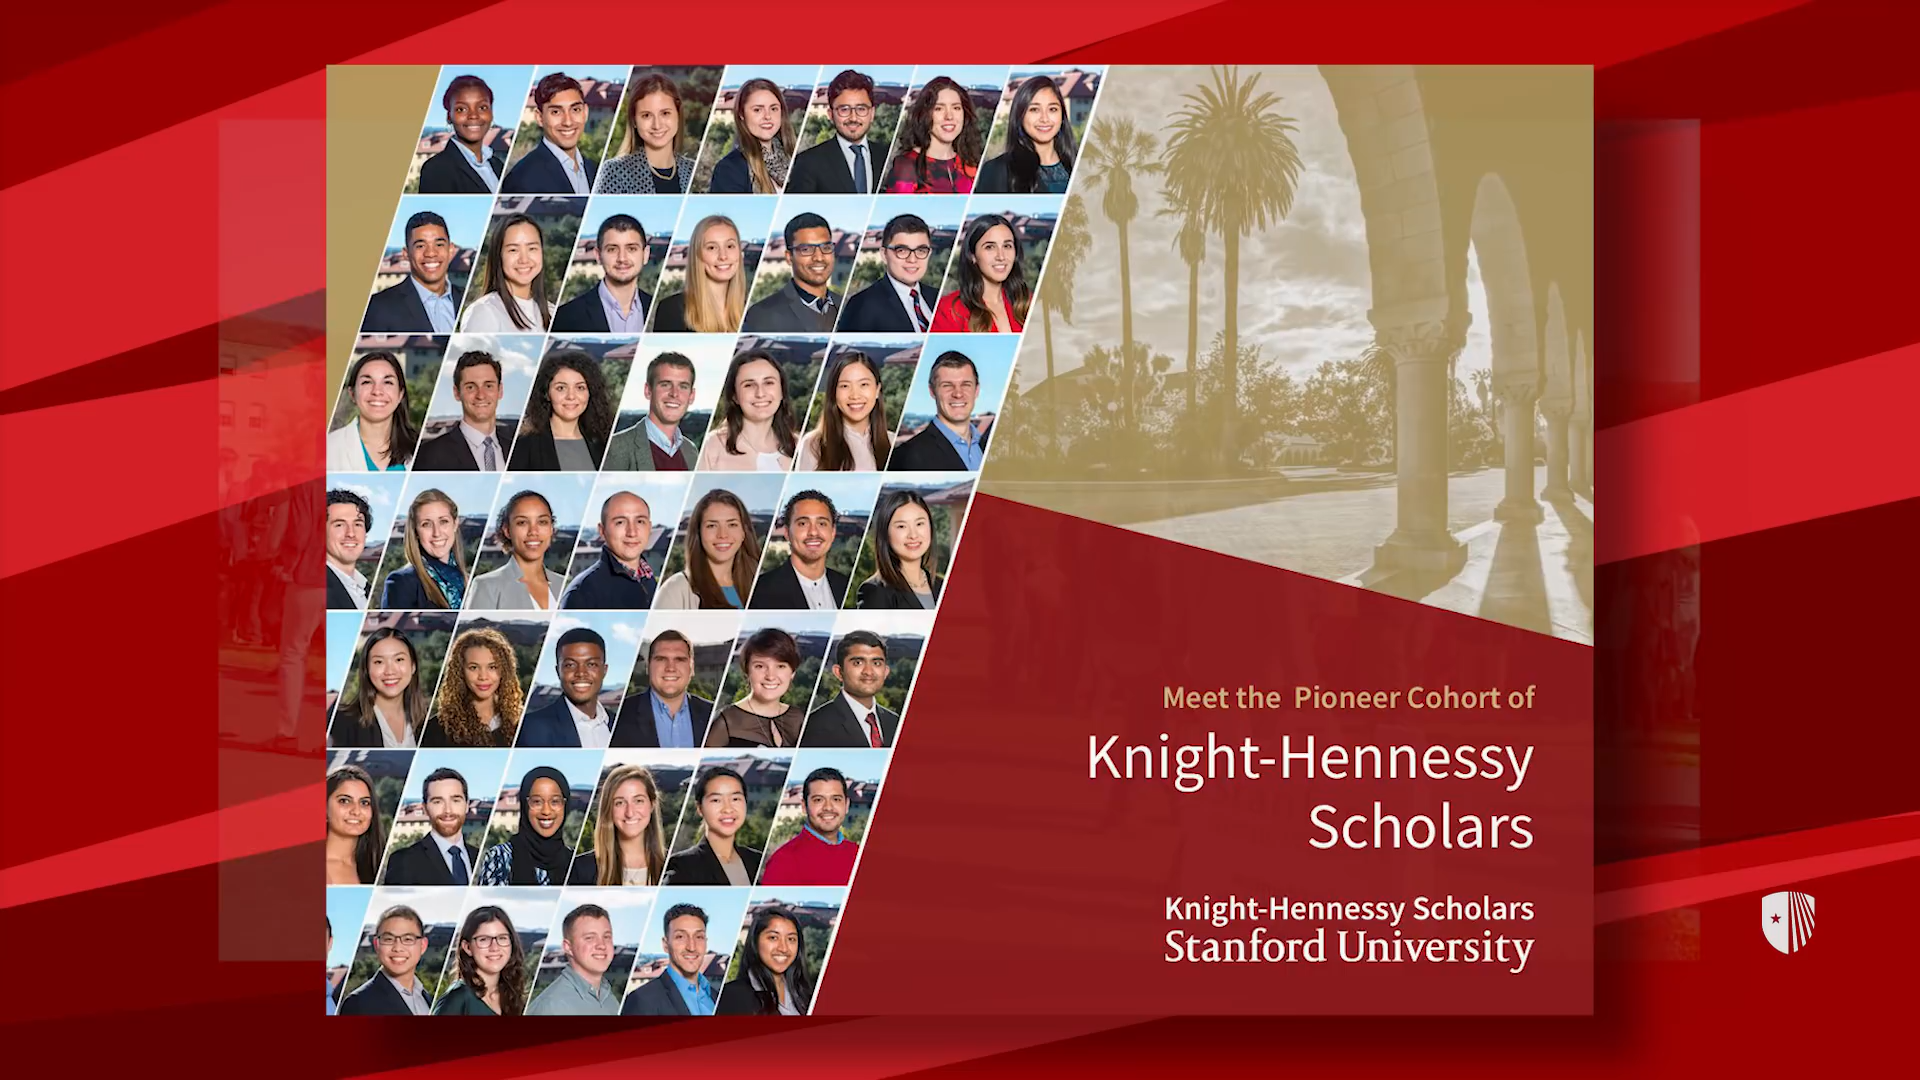 Meet the Pioneer Cohort of
Knight-Hennessy
Scholars
Knight-Hennessy Scholars
Stanford University